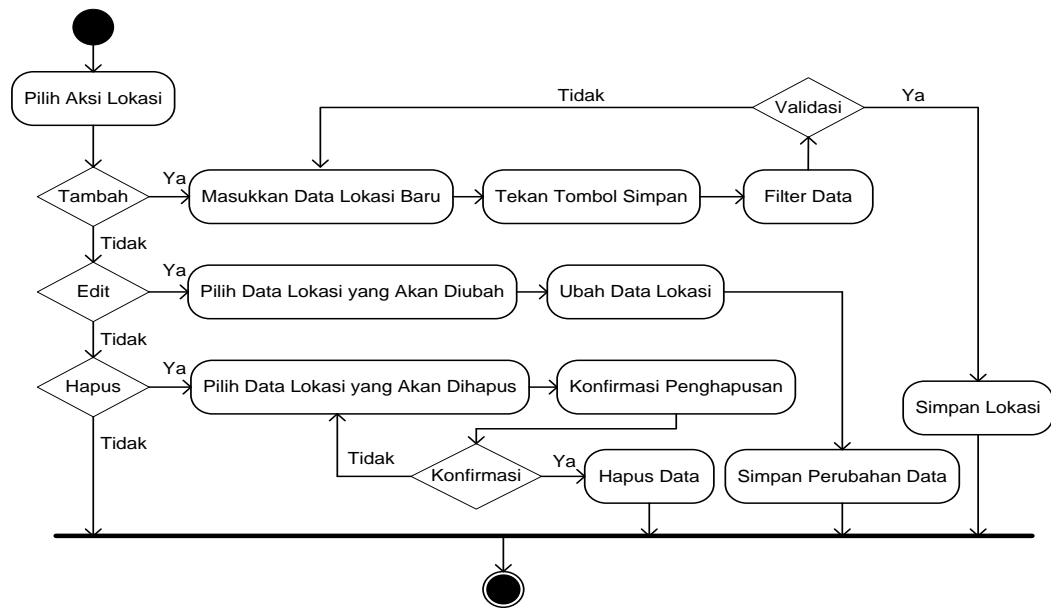 Pilih Aksi Lokasi
Tidak
Validasi
Ya
Tambah
Ya
Masukkan Data Lokasi Baru
Tekan Tombol Simpan
Filter Data
Tidak
Edit
Ya
Pilih Data Lokasi yang Akan Diubah
Ubah Data Lokasi
Tidak
Hapus
Ya
Pilih Data Lokasi yang Akan Dihapus
Konfirmasi Penghapusan
Simpan Lokasi
Tidak
Tidak
Konfirmasi
Ya
Hapus Data
Simpan Perubahan Data